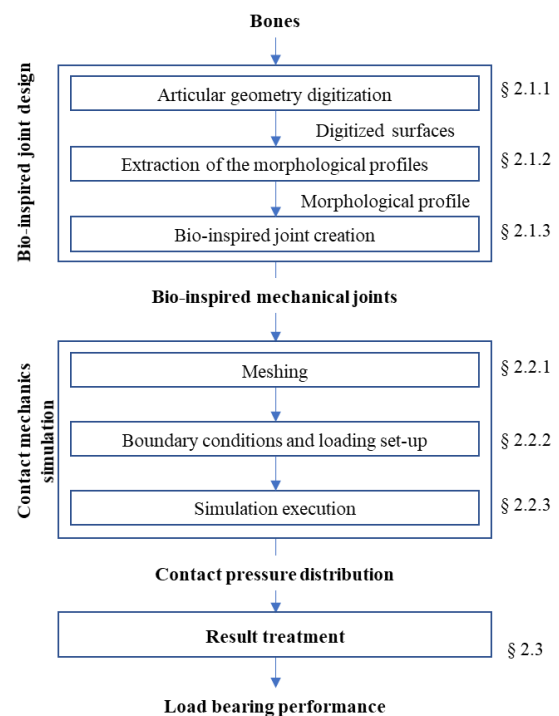 Bones
Bio-inspired joint design
Articular geometry digitization
§ 2.1.1
Digitized surfaces
Extraction of the morphological profiles
§ 2.1.2
Morphological profile
Bio-inspired joint creation
§ 2.1.3
Bio-inspired mechanical joints
Contact mechanics
simulation
Meshing
§ 2.2.1
Boundary conditions and loading set-up
§ 2.2.2
Simulation execution
§ 2.2.3
Contact pressure distribution
Result treatment
§ 2.3
Load bearing performance